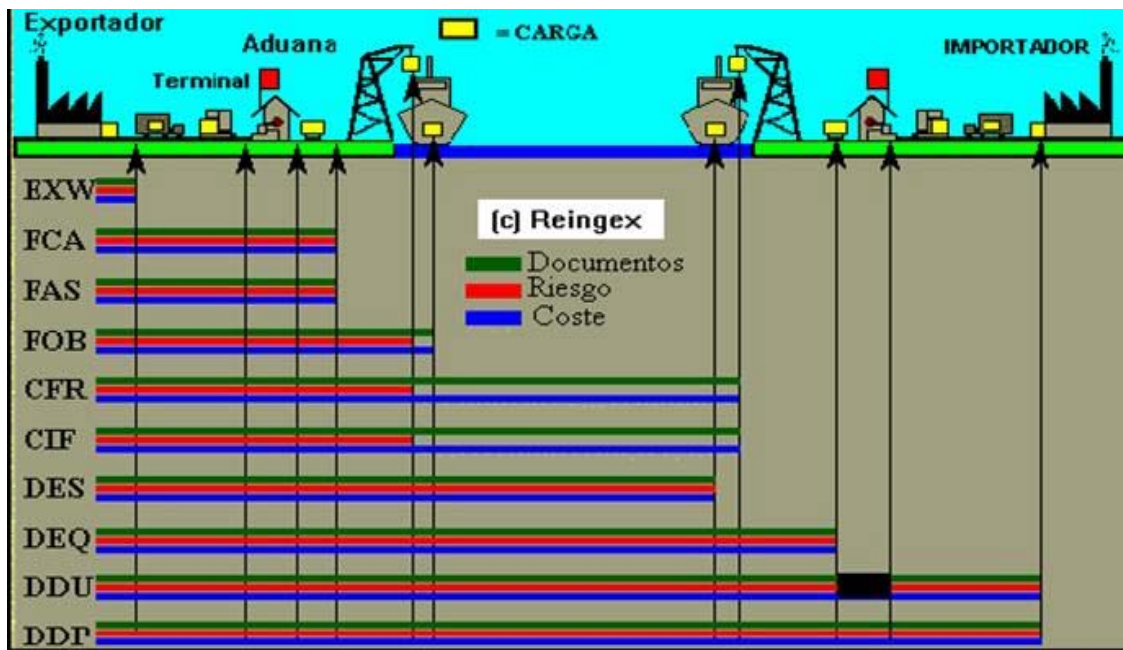 Exportador
Aduana
= CARGA
Terminal
IMPORTADOR
EXW
FCA
FAS
FOB
CFR
CIF
DES
DEQ
DDU
DDP
(c) Reingex
Documentos
Riesgo
Coste